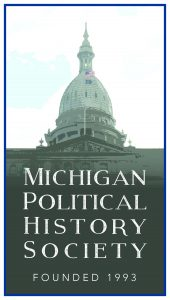 MICHIGAN
POLITICAL
HISTORY
SOCIETY
FOUNDED 1993